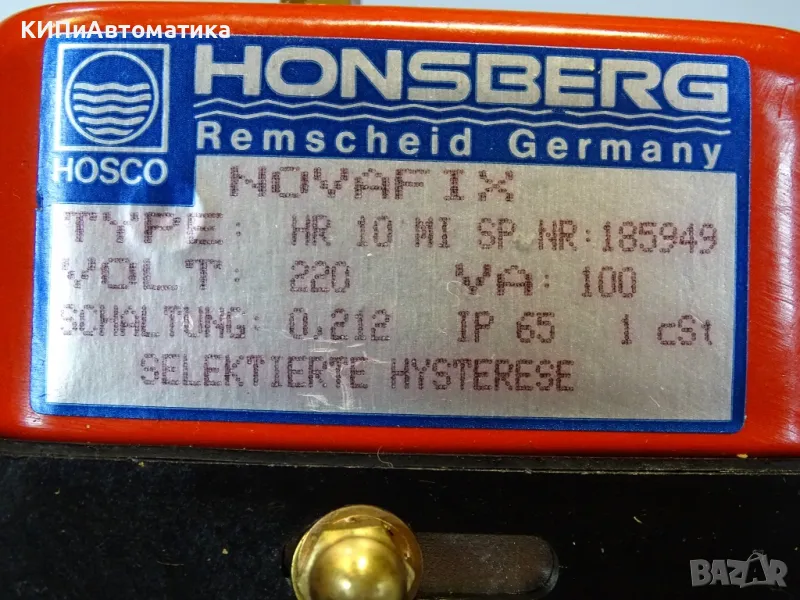 КИПиАвтоматика
HONSBERG
Remscheid Germany
HOSCO
NOVAFIX
TYPE: HR 10 MI SP NR:185949
VOLT: 220 VA: 100
SCHALTUNG: 0,212 IP 65 1 cSt
SELEKTIERTE HYSTERESE
BAZAR